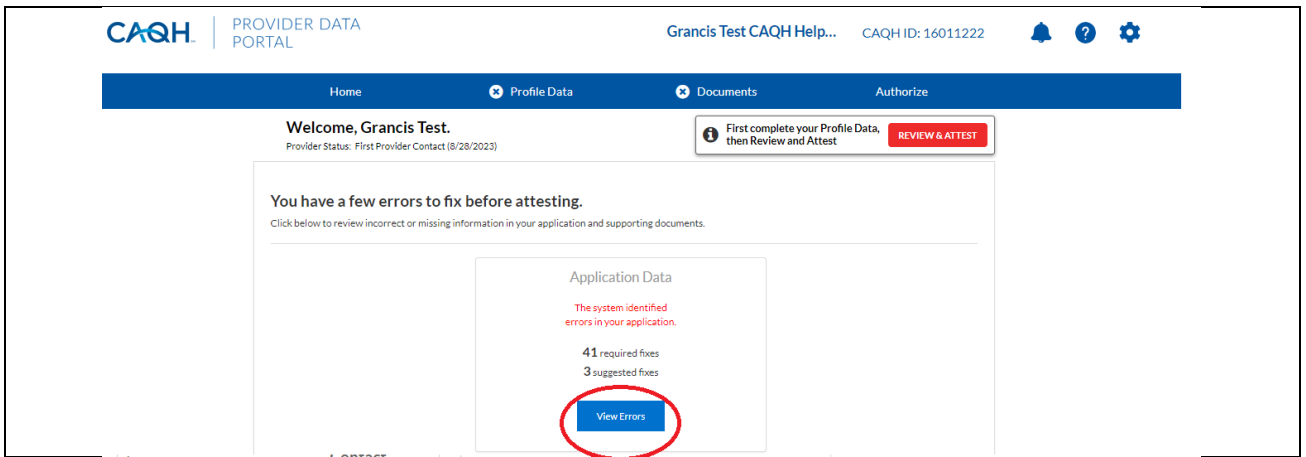 CAQH
PROVIDER DATA
PORTAL
Grancis Test CAQH Help...
CAQH ID: 16011222
Home
Profile Data
Documents
Authorize
Welcome, Grancis Test.
Provider Status: First Provider Contact (8/28/2023)
First complete your Profile Data,
then Review and Attest
REVIEW & ATTEST
You have a few errors to fix before attesting.
Click below to review incorrect or missing information in your application and supporting documents.
Application Data
The system identified
errors in your application.
41 required fixes
3 suggested fixes
View Errors